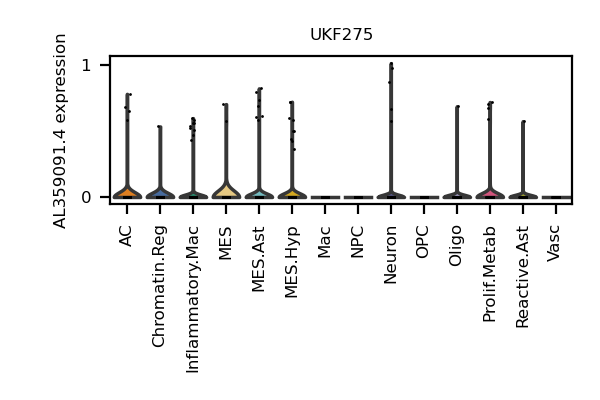 UKF275
AL359091.4 expression
1
0
AC
Chromatin.Reg
Inflammatory.Mac
MES
MES.Ast
MES.Hyp
Mac
NPC
Neuron
OPC
Oligo
Prolif.Metab
Reactive.Ast
Vasc